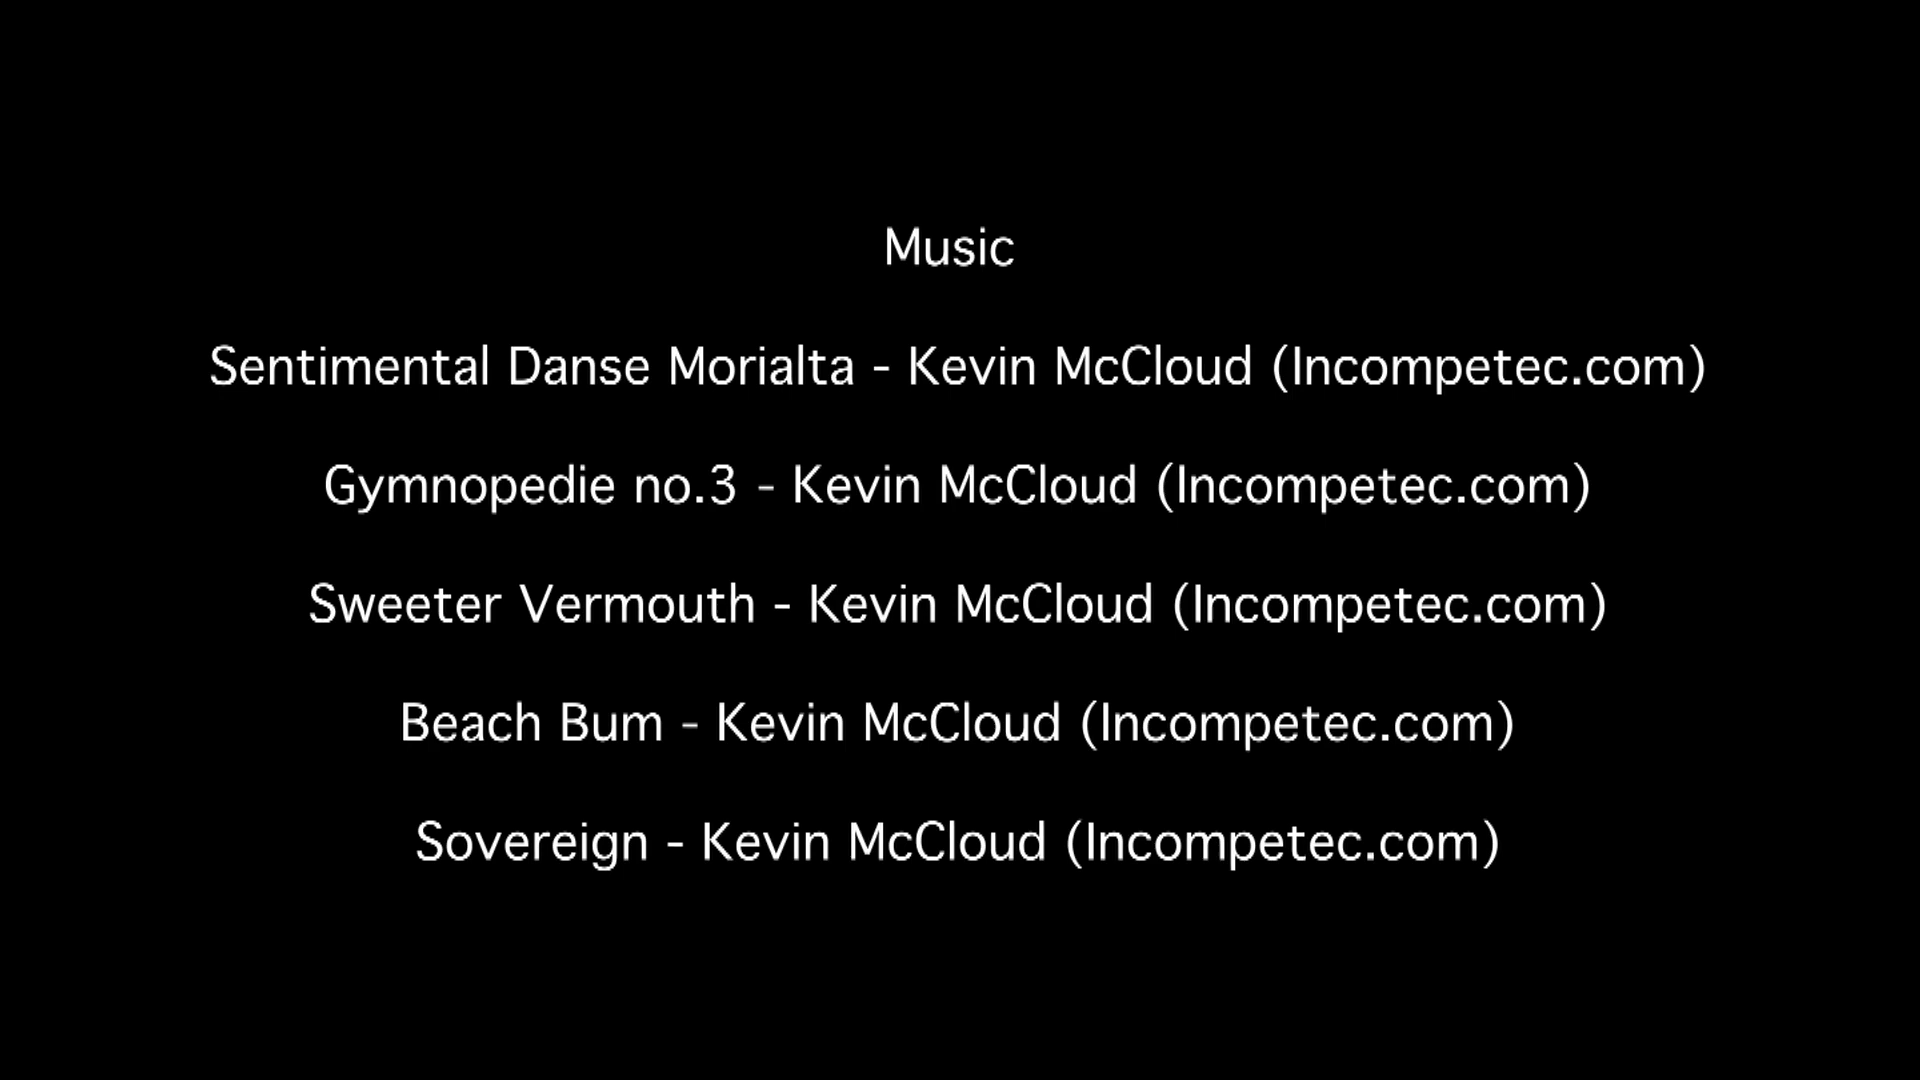 Music
Sentimental Danse Morialta - Kevin McCloud (Incompetec.com)
Gymnopedie no.3 - Kevin McCloud (Incompetec.com)
Sweeter Vermouth - Kevin McCloud (Incompetec.com)
Beach Bum - Kevin McCloud (Incompetec.com)
Sovereign - Kevin McCloud (Incompetec.com)